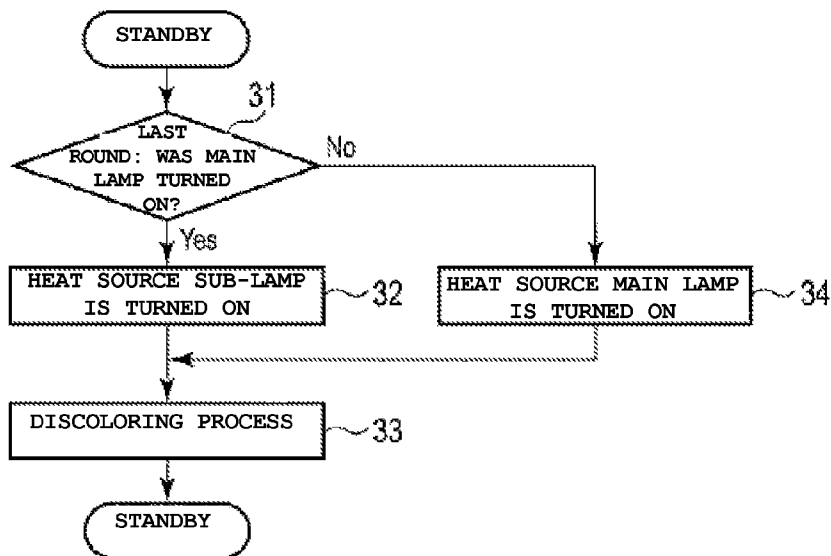 STANDBY
31
LAST
ROUND: WAS MAIN
LAMP TURNED
ON?
No
Yes
HEAT SOURCE SUB-LAMP
IS TURNED ON
32
HEAT SOURCE MAIN LAMP
IS TURNED ON
34
DISCOLORING PROCESS
33
STANDBY